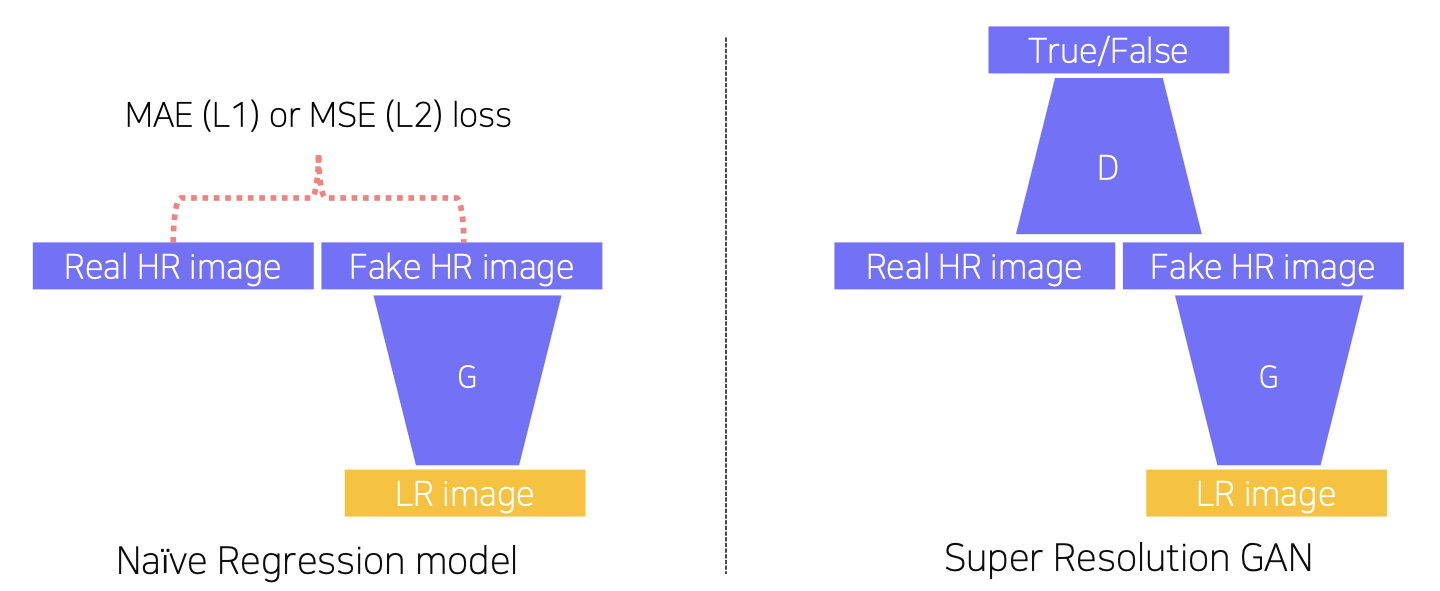 MAE (L1) or MSE (L2) loss
Real HR image
Fake HR image
G
LR image
Naïve Regression model
True/False
D
Real HR image
Fake HR image
G
LR image
Super Resolution GAN